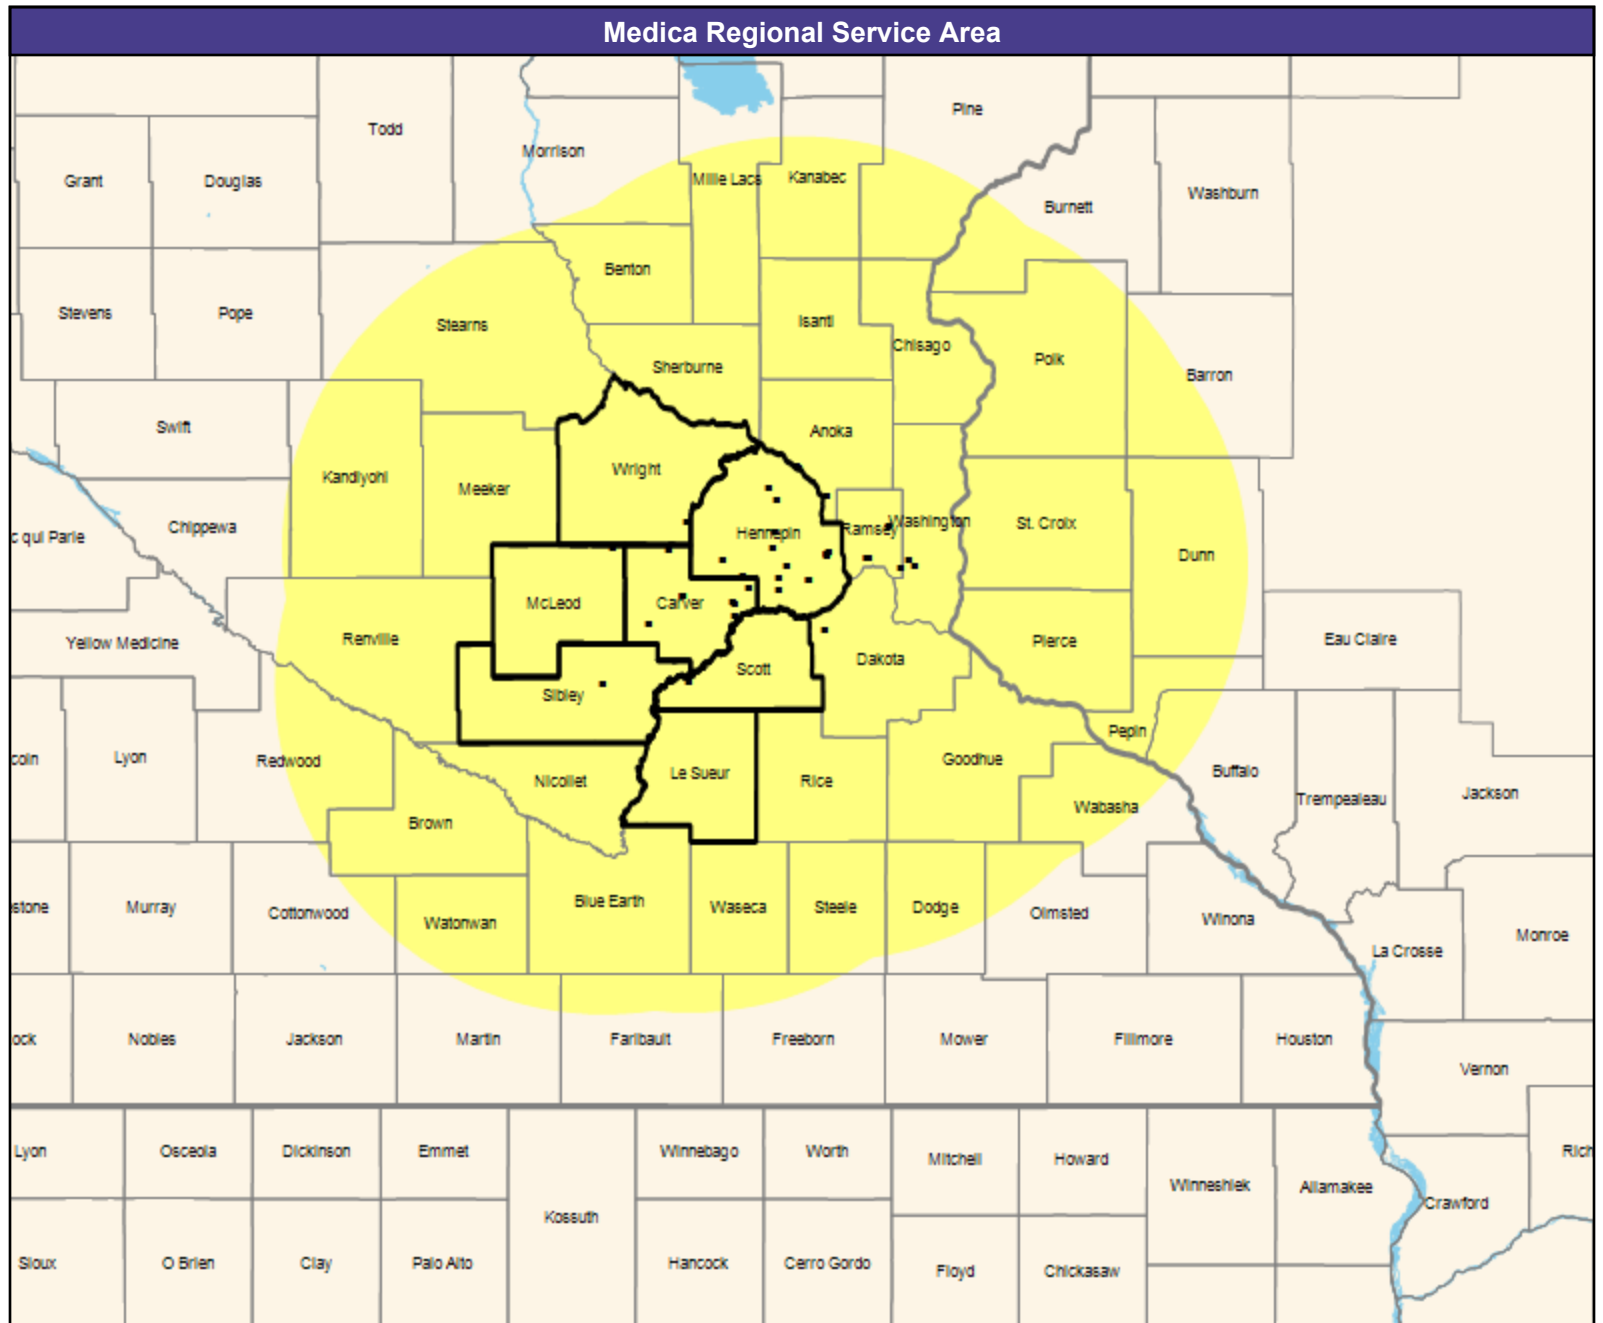 Medica Regional Service Area
Pine
Todd
Morrison
Grant
Douglas
Mille Lacs
Kanabec
Burnett
Washburn
Benton
Stevens
Pope
Stearns
Isanti
Chisago
Sherburne
Polk
Barron
Swift
Anoka
Kandiyohi
Meeker
Wright
Chippewa
c qui Parle
Hennepin
Ramsey
Washington
St. Croix
Dunn
McLeod
Carver
Yellow Medicine
Renville
Scott
Dakota
Pierce
Eau Claire
Sibley
coln
Lyon
Redwood
Nicollet
Le Sueur
Rice
Goodhue
Pepin
Buffalo
Trempealeau
Jackson
Brown
Wabasha
stone
Murray
Cottonwood
Watonwan
Blue Earth
Waseca
Steele
Dodge
Olmsted
Winona
La Crosse
Monroe
ock
Nobles
Jackson
Martin
Faribault
Freeborn
Mower
Fillmore
Houston
Vernon
Lyon
Osceola
Dickinson
Emmet
Winnebago
Worth
Mitchell
Howard
Winneshiek
Allamakee
Crawford
Rich
Kossuth
Sioux
O Brien
Clay
Palo Alto
Hancock
Cerro Gordo
Floyd
Chickasaw